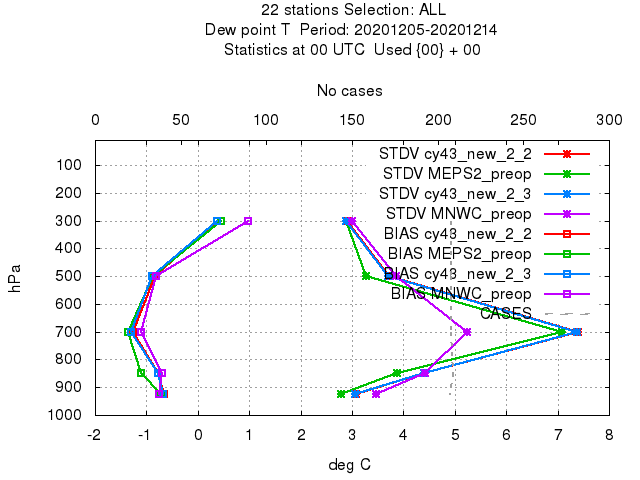 22 stations Selection: ALL
Dew point T  Period: 20201205-20201214
Statistics at 00 UTC  Used {00} + 00
No cases
0 50 100 150 200 250 300
STDV cy43_new_2_2
STDV MEPS2_preop
STDV cy43_new_2_3
STDV MNWC_preop
BIAS cy43_new_2_2
BIAS MEPS2_preop
BIAS cy43_new_2_3
BIAS MNWC_preop
CASES
hPa
100
200
300
400
500
600
700
800
900
1000
-2 -1 0 1 2 3 4 5 6 7 8
deg C